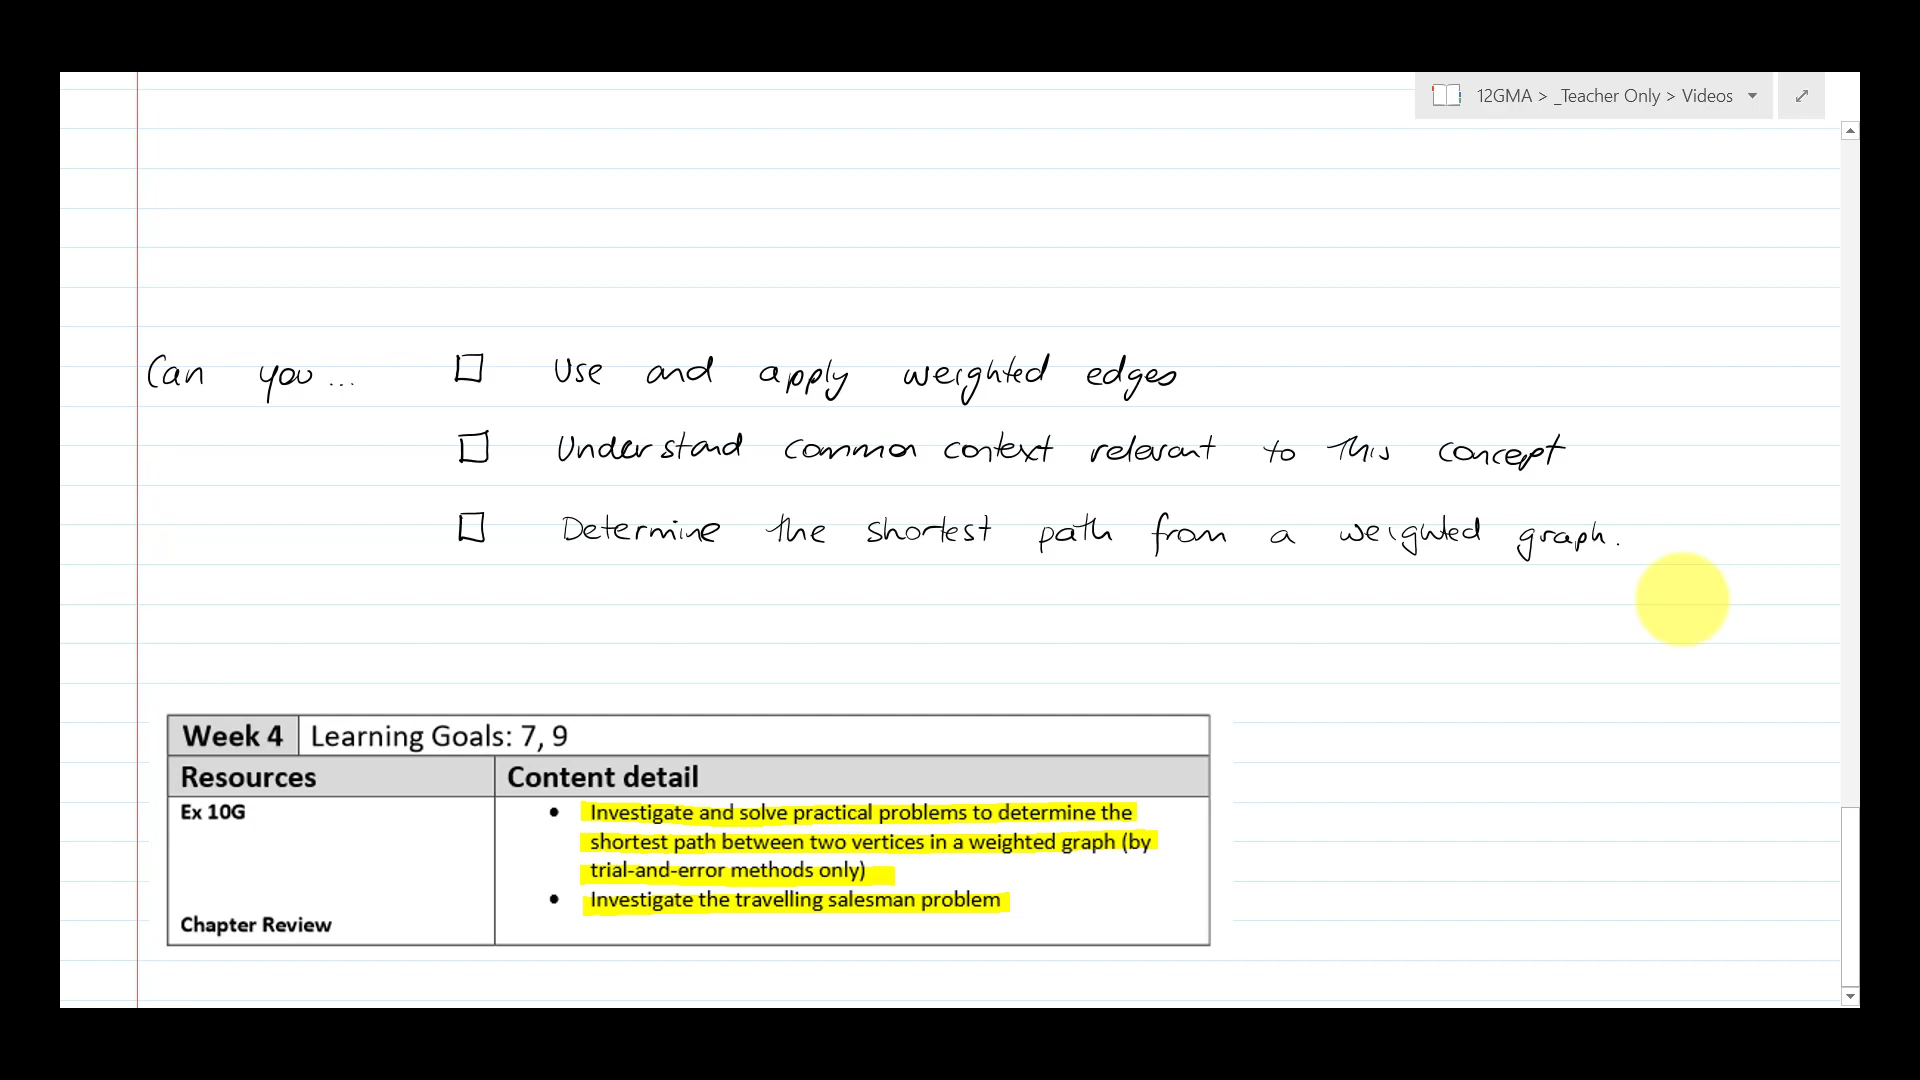 12GMA > _Teacher Only > Videos
Can you... Use and apply weighted edges
Understand common context relevant to this concept
Determine the shortest path from a weighted graph.
Week 4 Learning Goals: 7, 9
Resources Content detail
Ex 10G • Investigate and solve practical problems to determine the
shortest path between two vertices in a weighted graph (by
trial-and-error methods only)
• Investigate the travelling salesman problem
Chapter Review